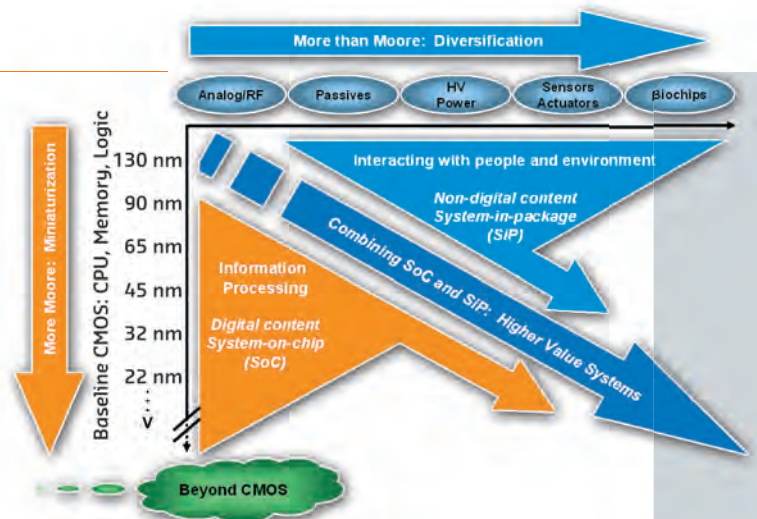 More than Moore: Diversification
Analog/RF
Passives
HV
Power
Sensors
Actuators
Biochips
More Moore: Miniaturization
Baseline CMOS: CPU, Memory, Logic
130 nm
90 nm
65 nm
45 nm
32 nm
22 nm
V
Interacting with people and environment
Non-digital content
System-in-package
(SiP)
Combining SoC and SiP: Higher Value Systems
Information
Processing
Digital content
System-on-chip
(SoC)
Beyond CMOS